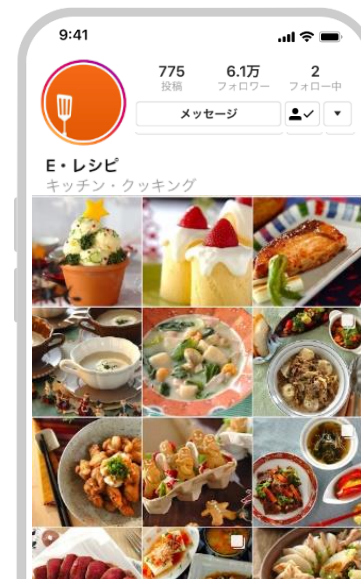 9:41
775 6.1万 2
投稿 フォロワー フォロー中
メッセージ
E・レシピ
キッチン・クッキング